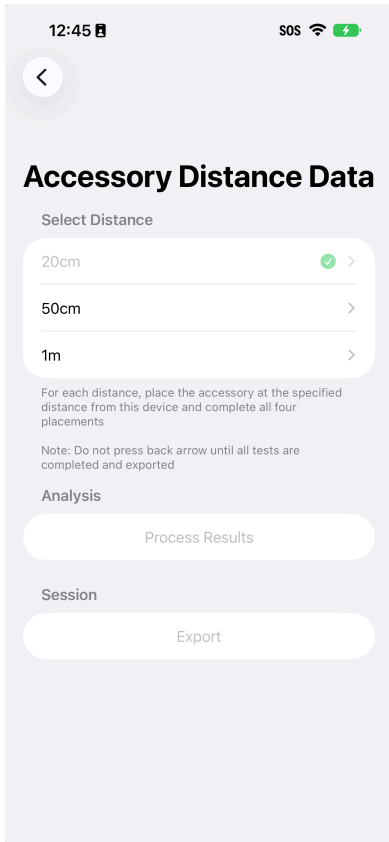 12:45
SOS
Accessory Distance Data
Select Distance
20cm
50cm
1m
For each distance, place the accessory at the specified
distance from this device and complete all four
placements
Note: Do not press back arrow until all tests are
completed and exported
Analysis
Process Results
Session
Export